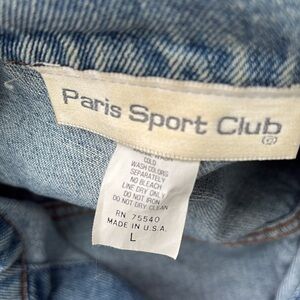 Paris Sport Club
COLD
WASH COLORS
SEPARATELY
NO BLEACH
LINE DRY ONLY
DO NOT IRON
DO NOT DRY CLEAN
RN 75540
MADE IN U.S.A.
L